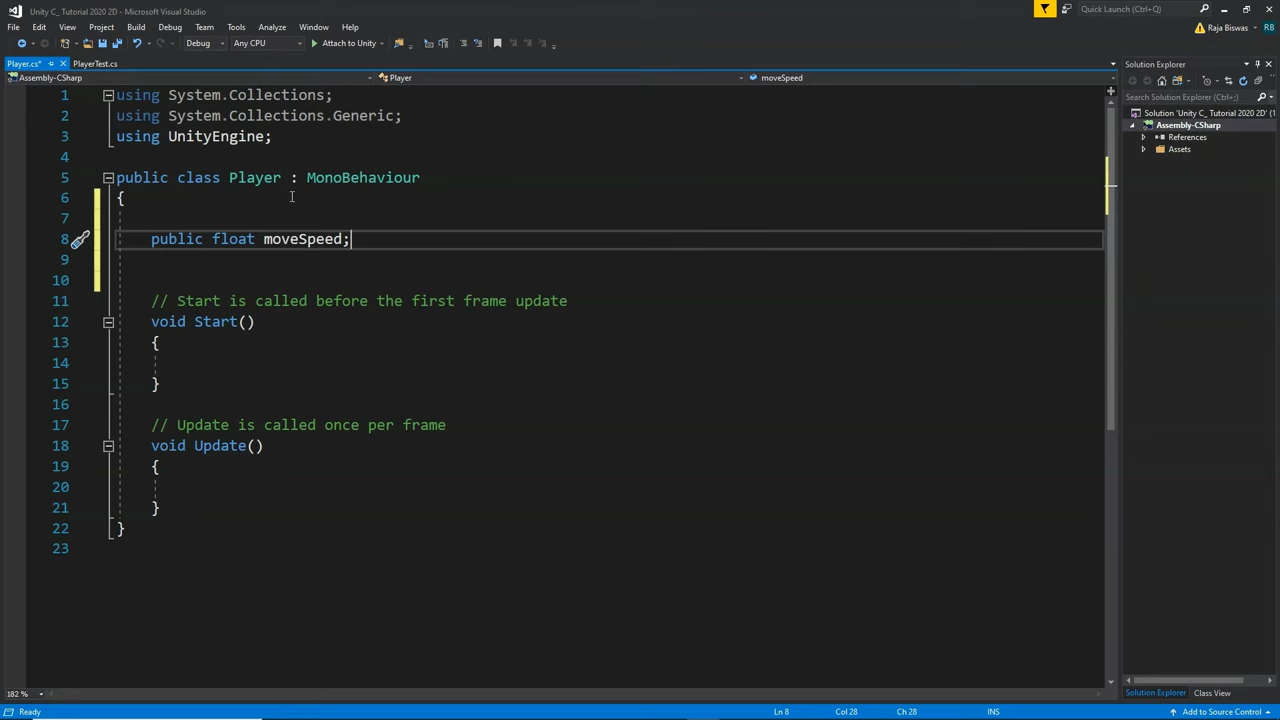 Unity C_ Tutorial 2020 2D - Microsoft Visual Studio
Quick Launch (Ctrl+Q)
File Edit View Project Build Debug Team Tools Analyze Window Help
Raja Biswas RB
Debug Any CPU Attach to Unity
Player.cs* PlayerTest.cs
Assembly-CSharp Player moveSpeed
Solution Explorer
Search Solution Explorer (Ctrl+;)
Solution 'Unity C_ Tutorial 2020 2D' (1
Assembly-CSharp
References
Assets
1 using System.Collections;
2 using System.Collections.Generic;
3 using UnityEngine;
4
5 public class Player : MonoBehaviour
6 {
7
8 public float moveSpeed;
9
10
11 // Start is called before the first frame update
12 void Start()
13 {
14
15 }
16
17 // Update is called once per frame
18 void Update()
19 {
20
21 }
22 }
23
182 %
Solution Explorer Class View
Ready Ln 8 Col 28 Ch 28 INS Add to Source Control